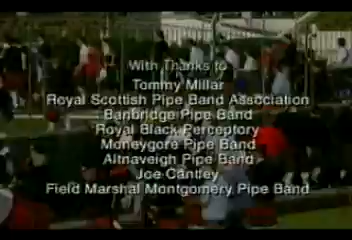 With Thanks to
Tommy Millar
Royal Scottish Pipe Band Association
Banbridge Pipe Band
Royal Black Perceptory
Moneygore Pipe Band
Altnaveigh Pipe Band
Joe Cantley
Field Marshal Montgomery Pipe Band